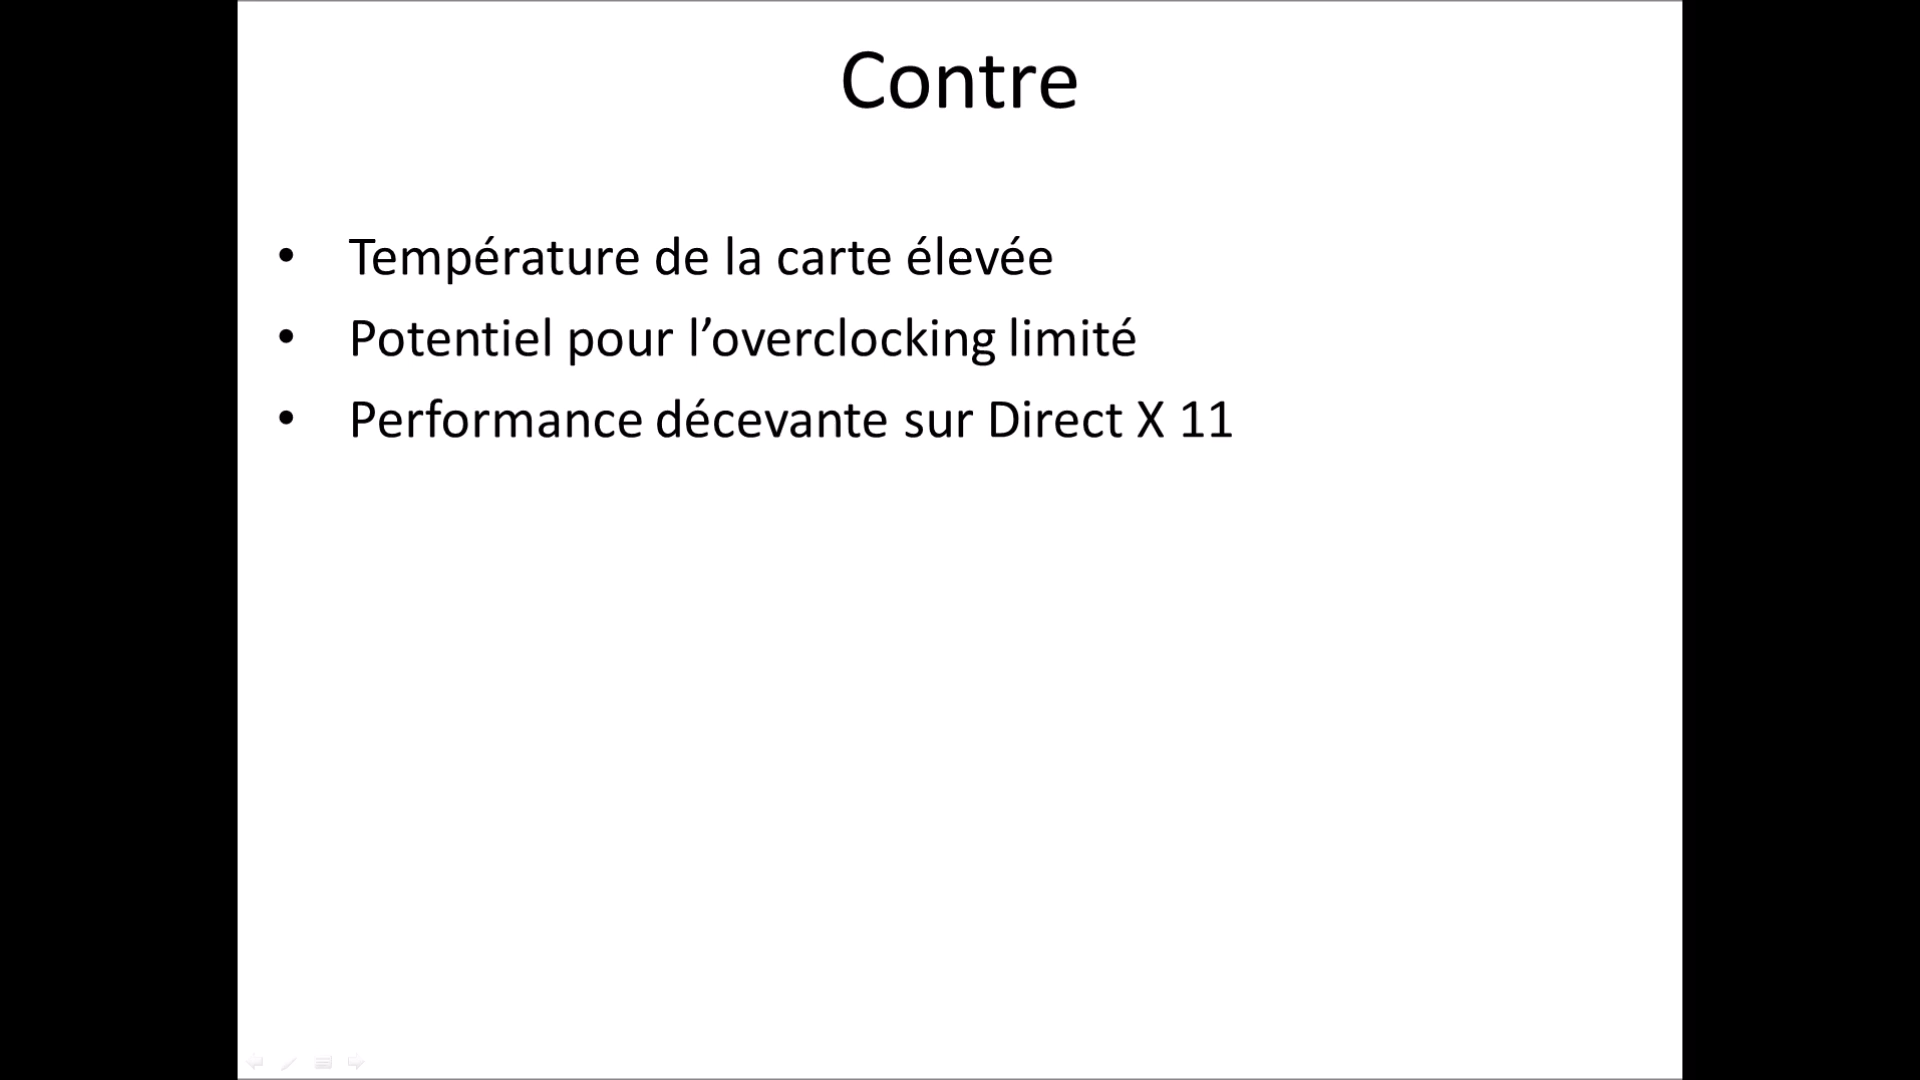 Contre
• Température de la carte élevée
• Potentiel pour l’overclocking limité
• Performance décevante sur Direct X 11